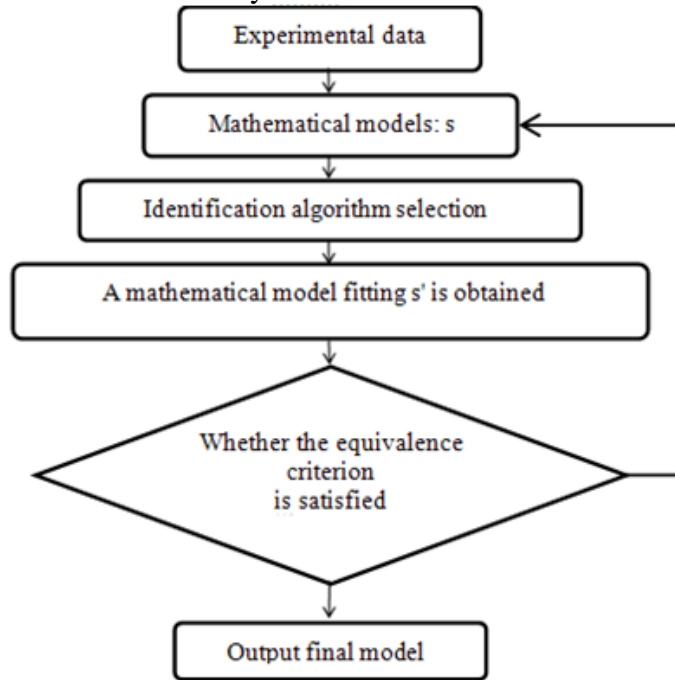 Experimental data
Mathematical models: s
Identification algorithm selection
A mathematical model fitting s' is obtained
Whether the equivalence
criterion
is satisfied
Output final model